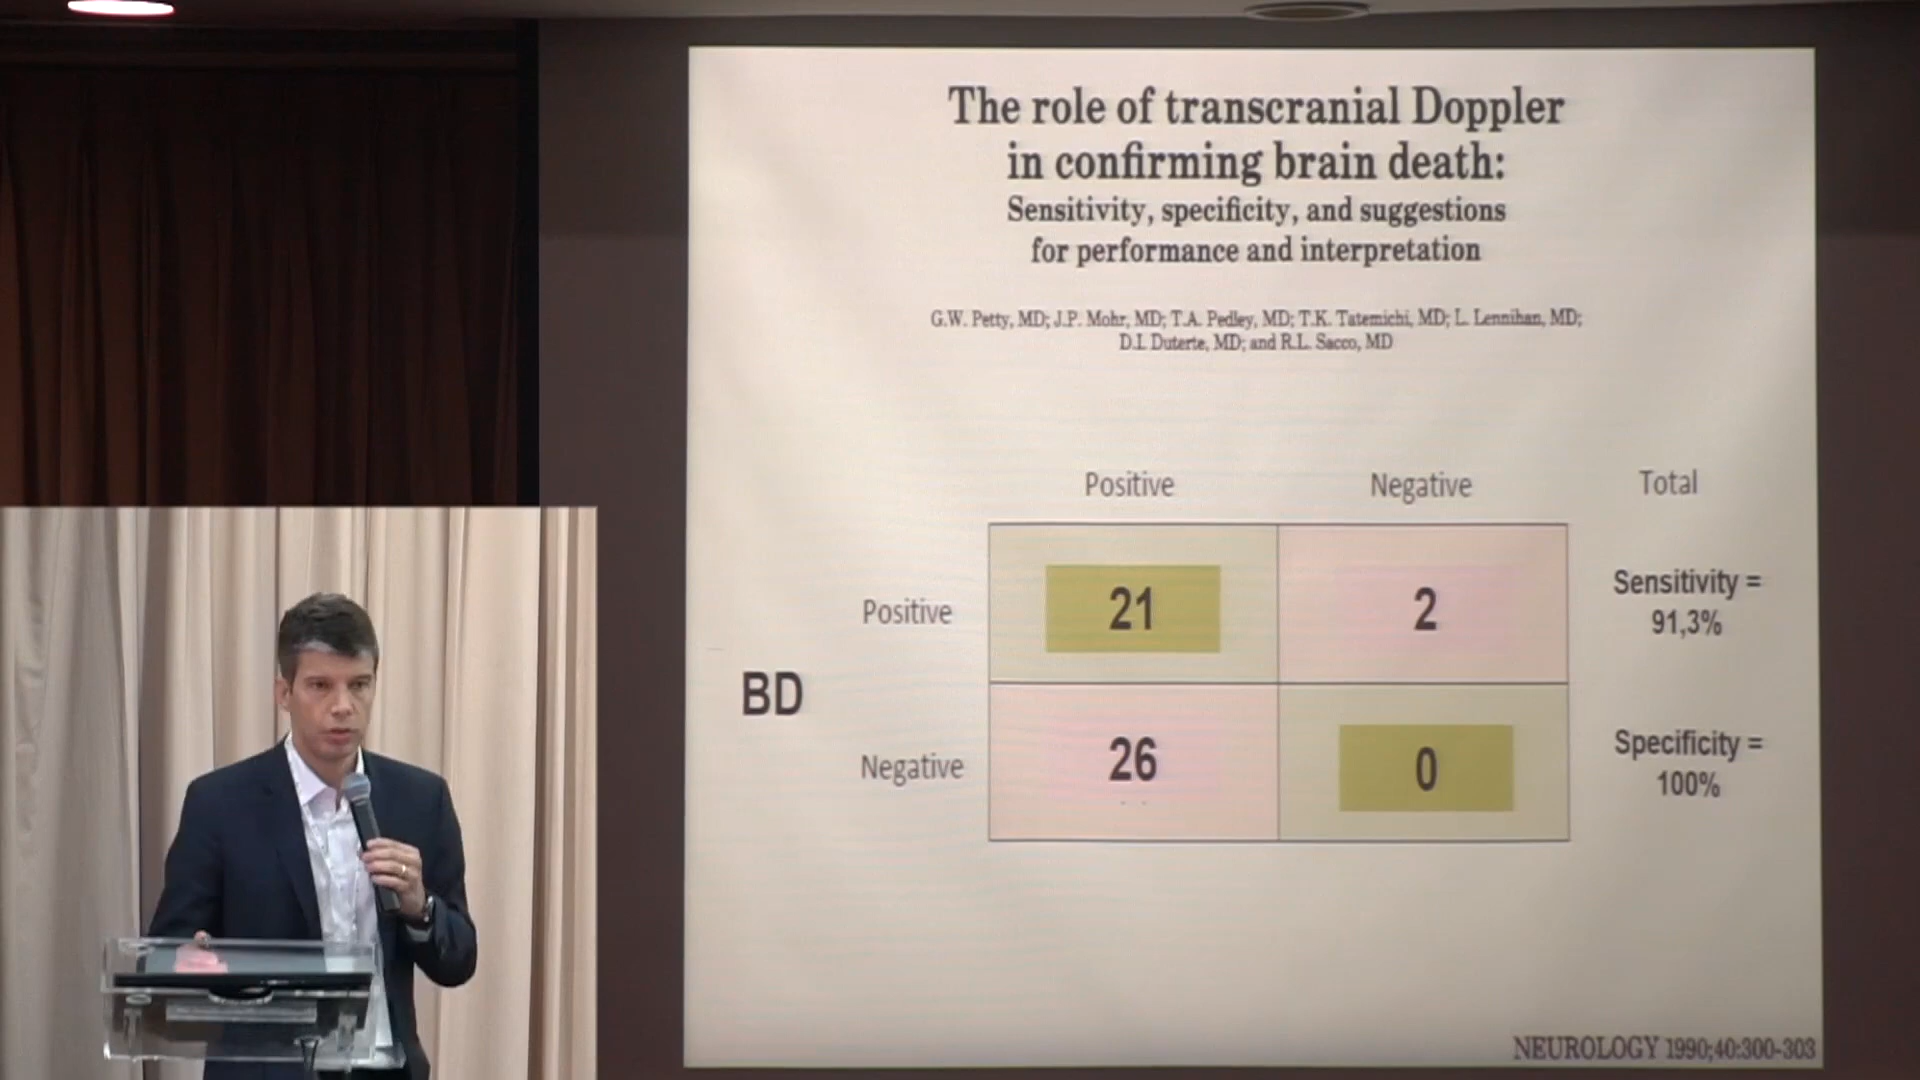 The role of transcranial Doppler
in confirming brain death:
Sensitivity, specificity, and suggestions
for performance and interpretation
G.W. Petty, MD; J.P. Mohr, MD; T.A. Pedley, MD; T.K. Tatemichi, MD; L. Lennihan, MD;
D.I. Duterte, MD; and R.L. Sacco, MD
Positive Negative Total
Positive 21 2 Sensitivity =
91,3%
BD
Negative 26 0 Specificity =
100%
NEUROLOGY 1990;40:300-303